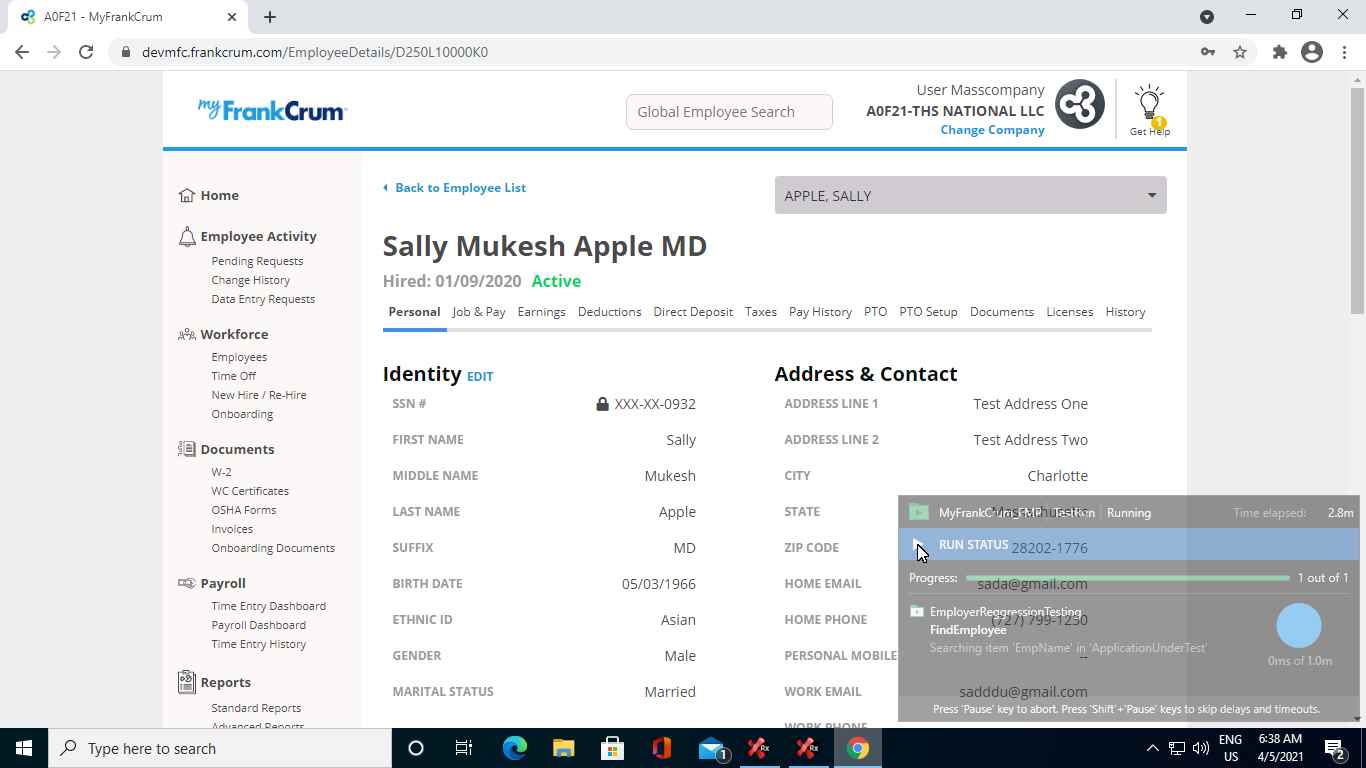 A0F21 - MyFrankCrum
devmfc.frankcrum.com/EmployeeDetails/D250L10000K0
myFrankCrum
Global Employee Search
User Masscompany
A0F21-THS NATIONAL LLC
Change Company
1
Get Help
Home
Employee Activity
Pending Requests
Change History
Data Entry Requests
Workforce
Employees
Time Off
New Hire / Re-Hire
Onboarding
Documents
W-2
WC Certificates
OSHA Forms
Invoices
Onboarding Documents
Payroll
Time Entry Dashboard
Payroll Dashboard
Time Entry History
Reports
Standard Reports
Advanced Reports
Back to Employee List
APPLE, SALLY
Sally Mukesh Apple MD
Hired: 01/09/2020 Active
Personal Job & Pay Earnings Deductions Direct Deposit Taxes Pay History PTO PTO Setup Documents Licenses History
Identity EDIT
SSN # XXX-XX-0932
FIRST NAME Sally
MIDDLE NAME Mukesh
LAST NAME Apple
SUFFIX MD
BIRTH DATE 05/03/1966
ETHNIC ID Asian
GENDER Male
MARITAL STATUS Married
Address & Contact
ADDRESS LINE 1 Test Address One
ADDRESS LINE 2 Test Address Two
CITY Charlotte
STATE
ZIP CODE 28202-1776
HOME EMAIL sada@gmail.com
HOME PHONE (727) 799-1250
PERSONAL MOBILE --
WORK EMAIL sadddu@gmail.com
WORK PHONE
Running
Time elapsed: 2.8m
RUN STATUS
Progress: 1 out of 1
EmployerReggressionTesting
FindEmployee
Searching item 'EmpName' in 'ApplicationUnderTest'
0ms of 1.0m
Press 'Pause' key to abort. Press 'Shift'+'Pause' keys to skip delays and timeouts.
Type here to search
1
Rx
Rx
ENG
US
6:38 AM
4/5/2021
2